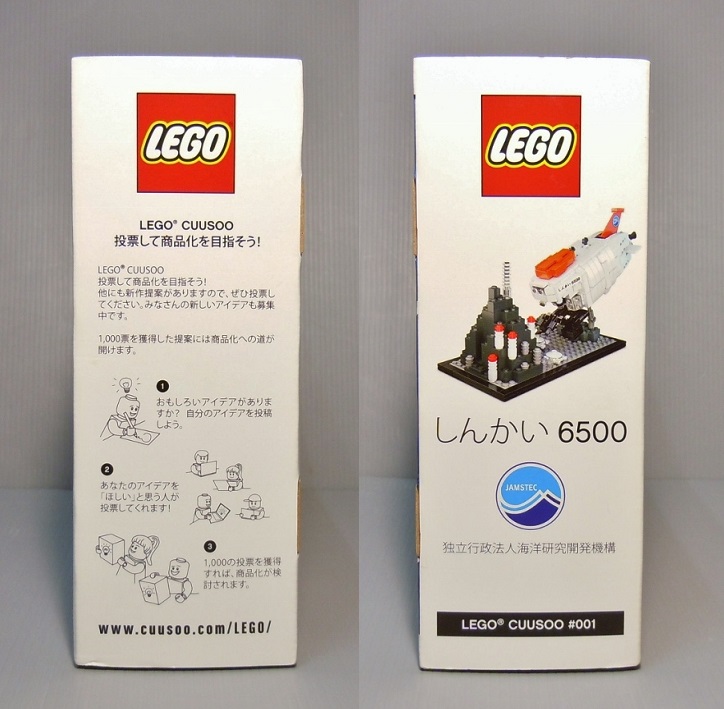 LEGO
LEGO® CUUSOO
投票して商品化を目指そう！
LEGO® CUUSOO
投票して商品化を目指そう！
他にも新作提案がありますので、ぜひ投票し
てください。みなさんの新しいアイデアも募集
中です。
1,000票を獲得した提案には商品化への道が
開けます。
1
おもしろいアイデアがありま
すか？ 自分のアイデアを投稿
しよう。
2
あなたのアイデアを
「ほしい」と思う人が
投票してくれます！
3
1,000の投票を獲得
すれば、商品化が検
討されます。
www.cuusoo.com/LEGO/
LEGO
しんかい 6500
JAMSTEC
独立行政法人海洋研究開発機構
LEGO® CUUSOO #001